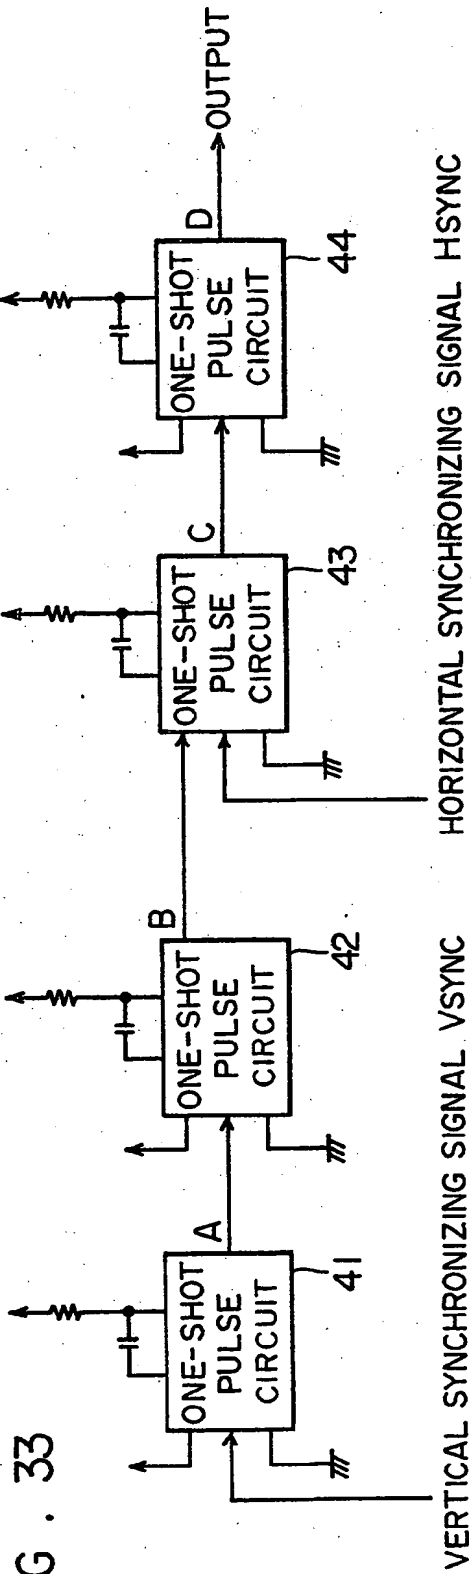 G. 33
ONE-SHOT
PULSE
CIRCUIT
41
A
ONE-SHOT
PULSE
CIRCUIT
42
B
ONE-SHOT
PULSE
CIRCUIT
43
C
ONE-SHOT
PULSE
CIRCUIT
44
D
OUTPUT
VERTICAL SYNCHRONIZING SIGNAL VSYNC
HORIZONTAL SYNCHRONIZING SIGNAL HSYNC